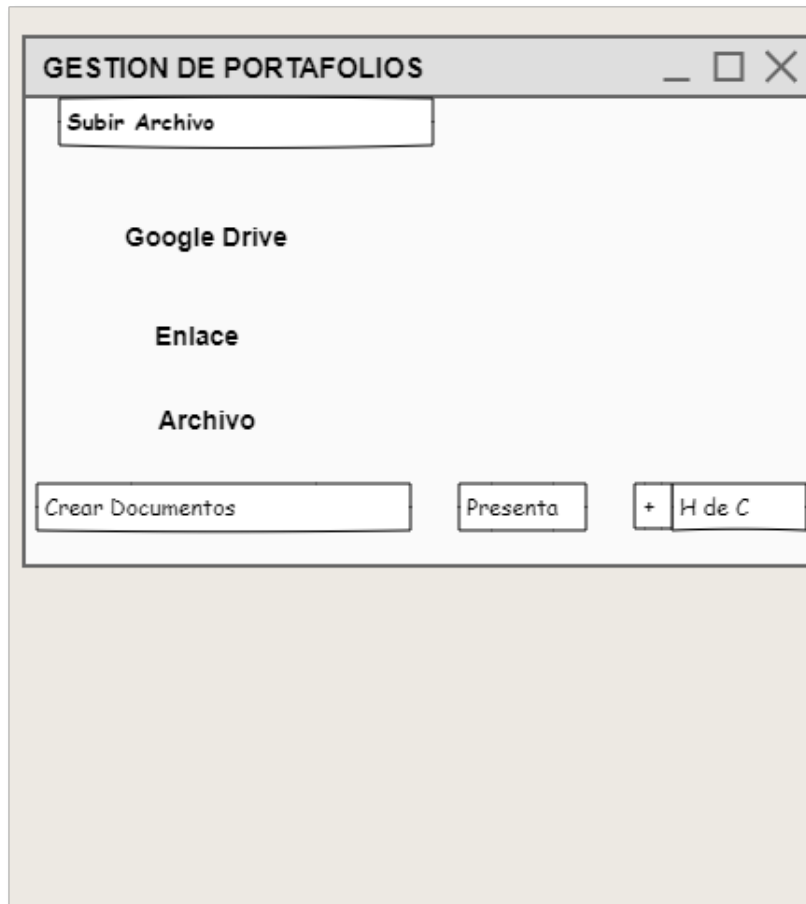 GESTION DE PORTAFOLIOS
Subir Archivo
Google Drive
Enlace
Archivo
Crear Documentos Presenta + H de C